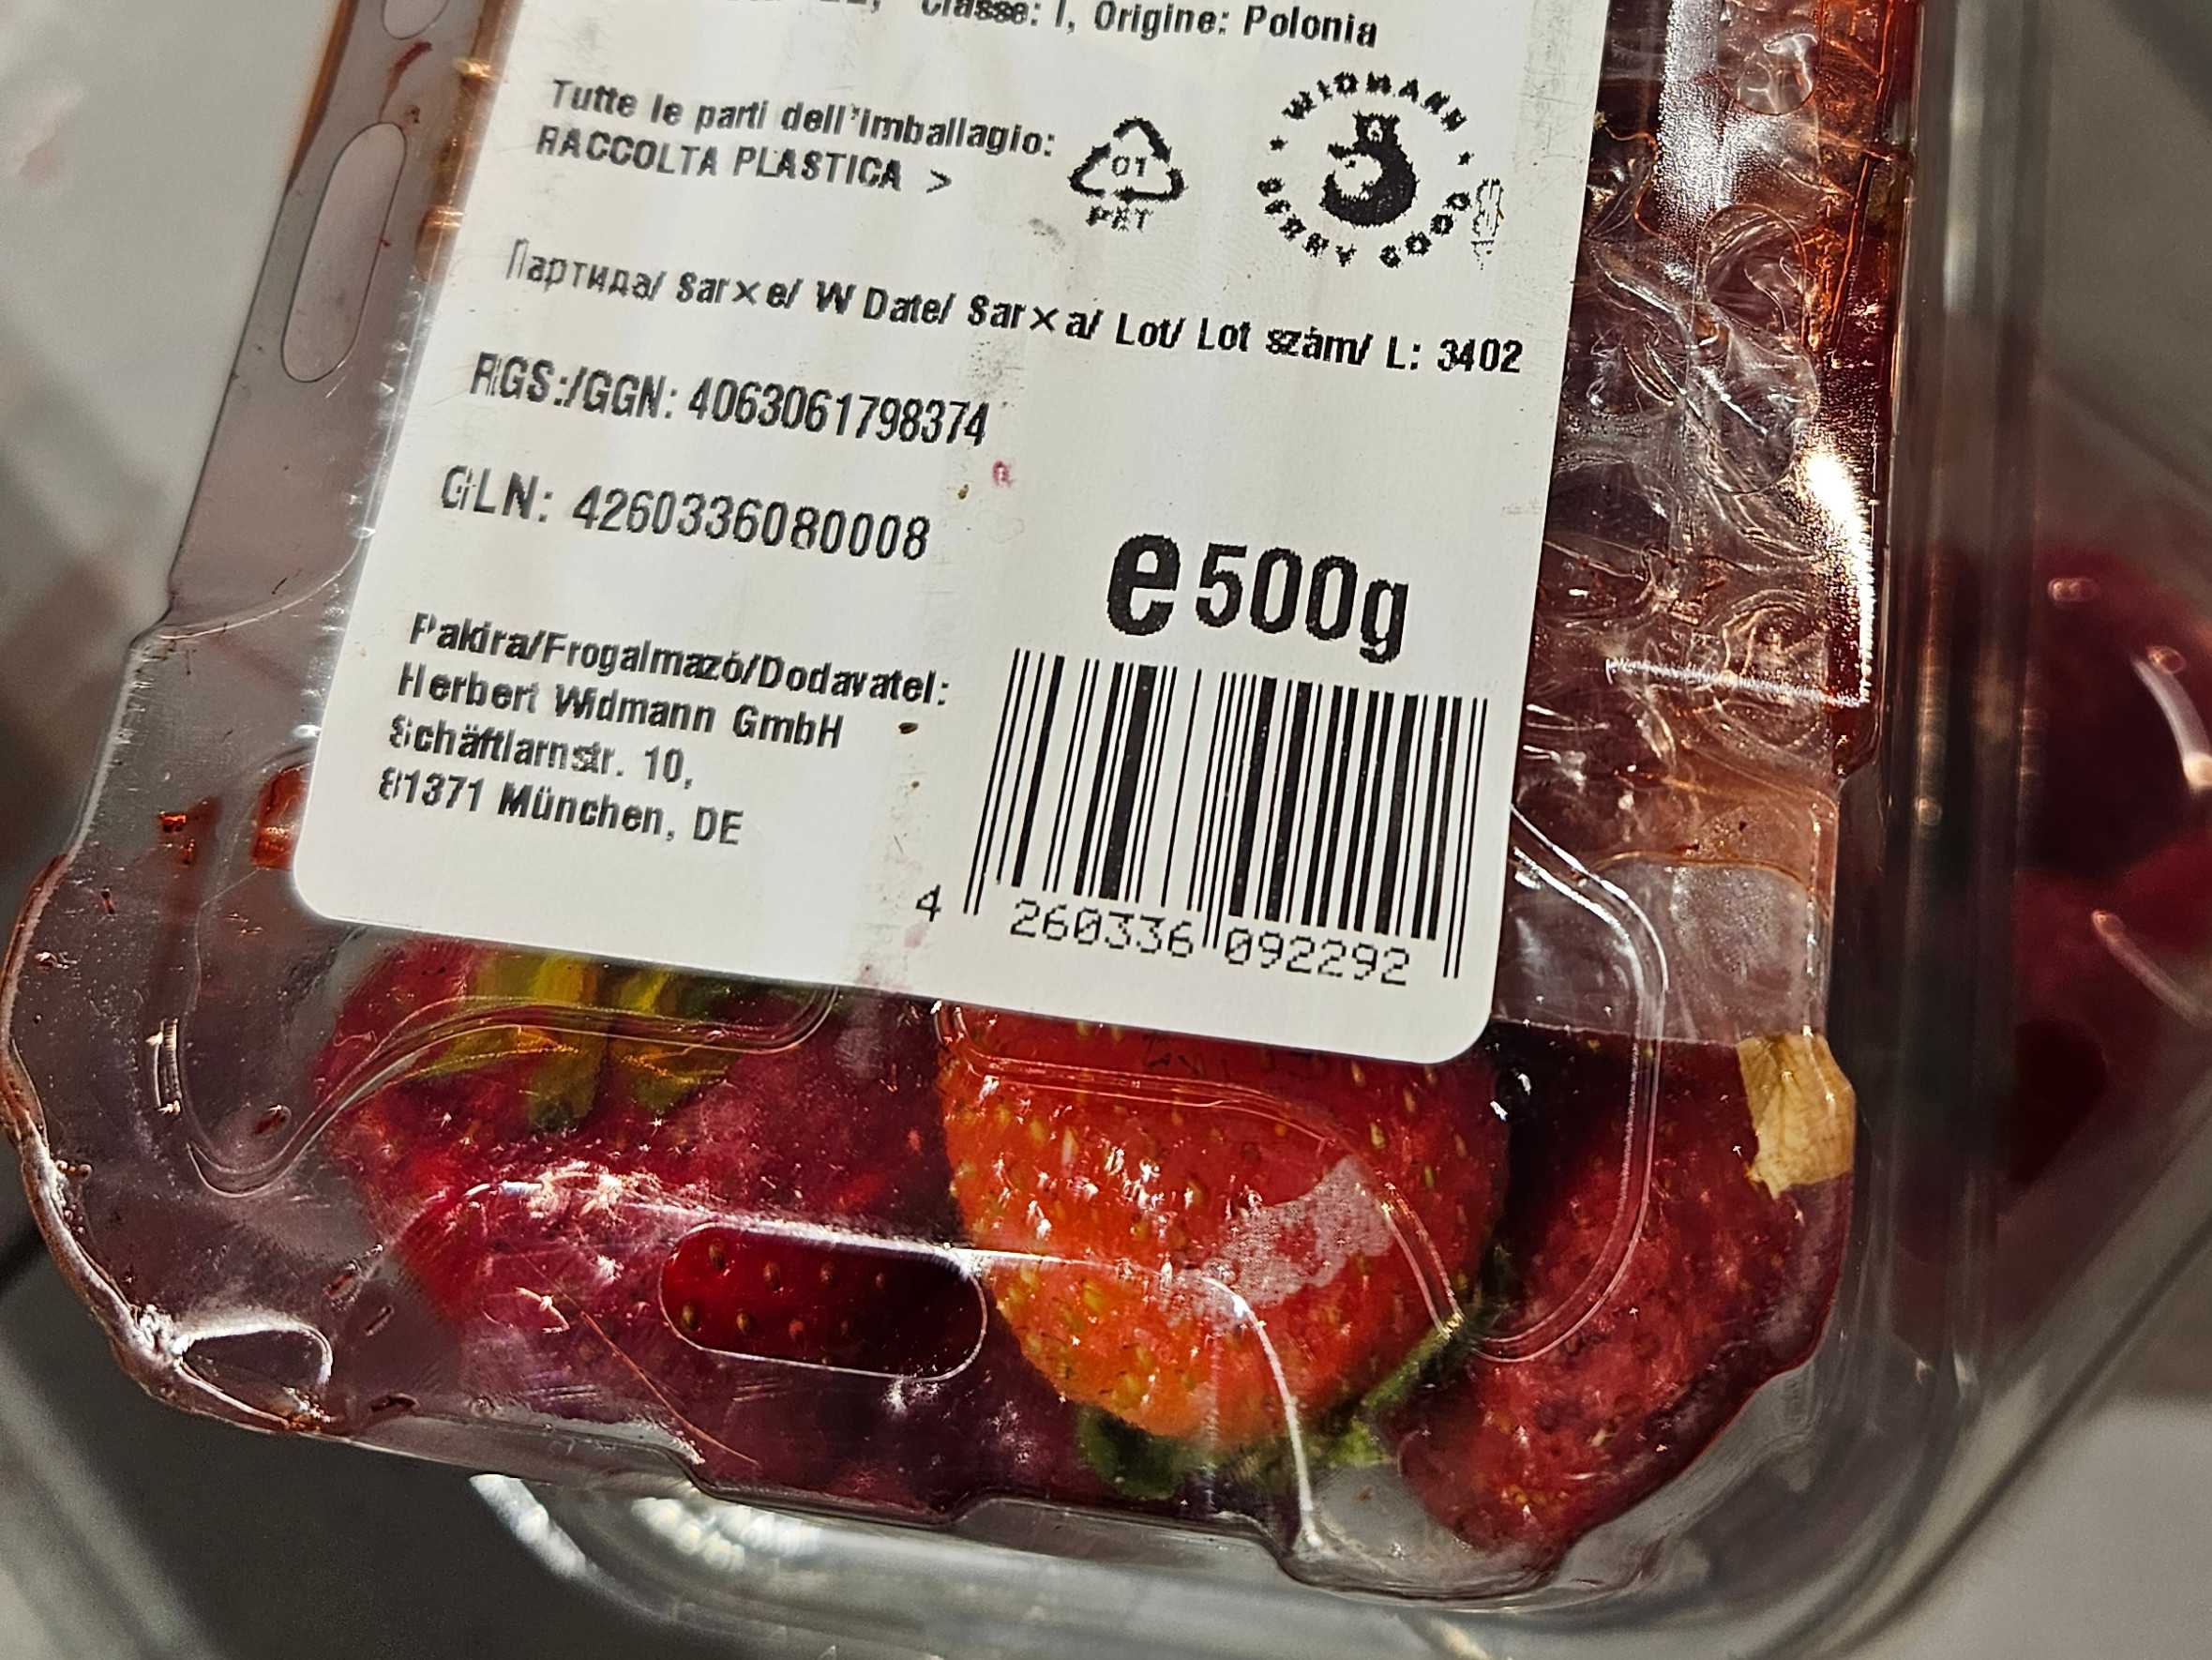 Classe: I, Origine: Polonia
Tutte le parti dell'imballagio:
RACCOLTA PLASTICA >
01
PET
WIDMANN
BERRY GOOD
Партида/ Sarxe/ W Date/ Sarxa/ Lot/ Lot szám/ L: 3402
RGS:/GGN: 4063061798374
GLN: 4260336080008
e500g
Pakira/Frogalmazó/Dodavatel:
Herbert Widmann GmbH
Schäftlarnstr. 10,
81371 München, DE
4 260336 092292